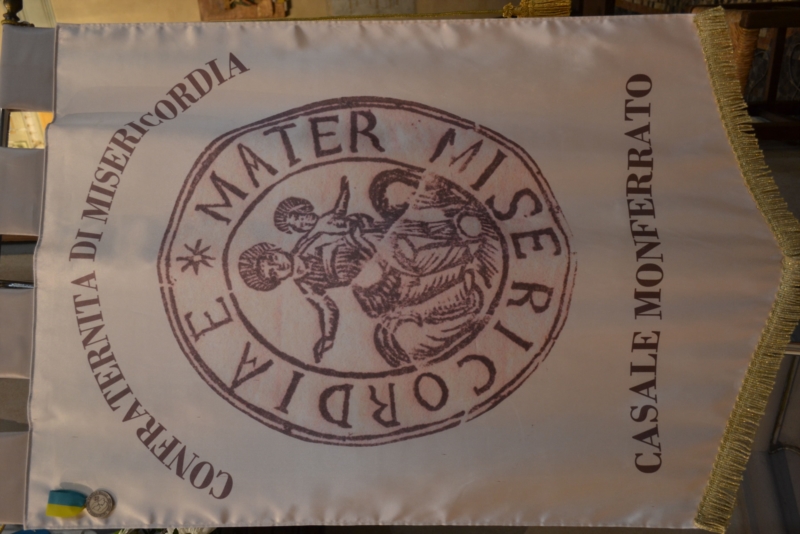 CONFRATERNITA DI MISERICORDIA
MATER MISERICORDIAE
CASALE MONFERRATO